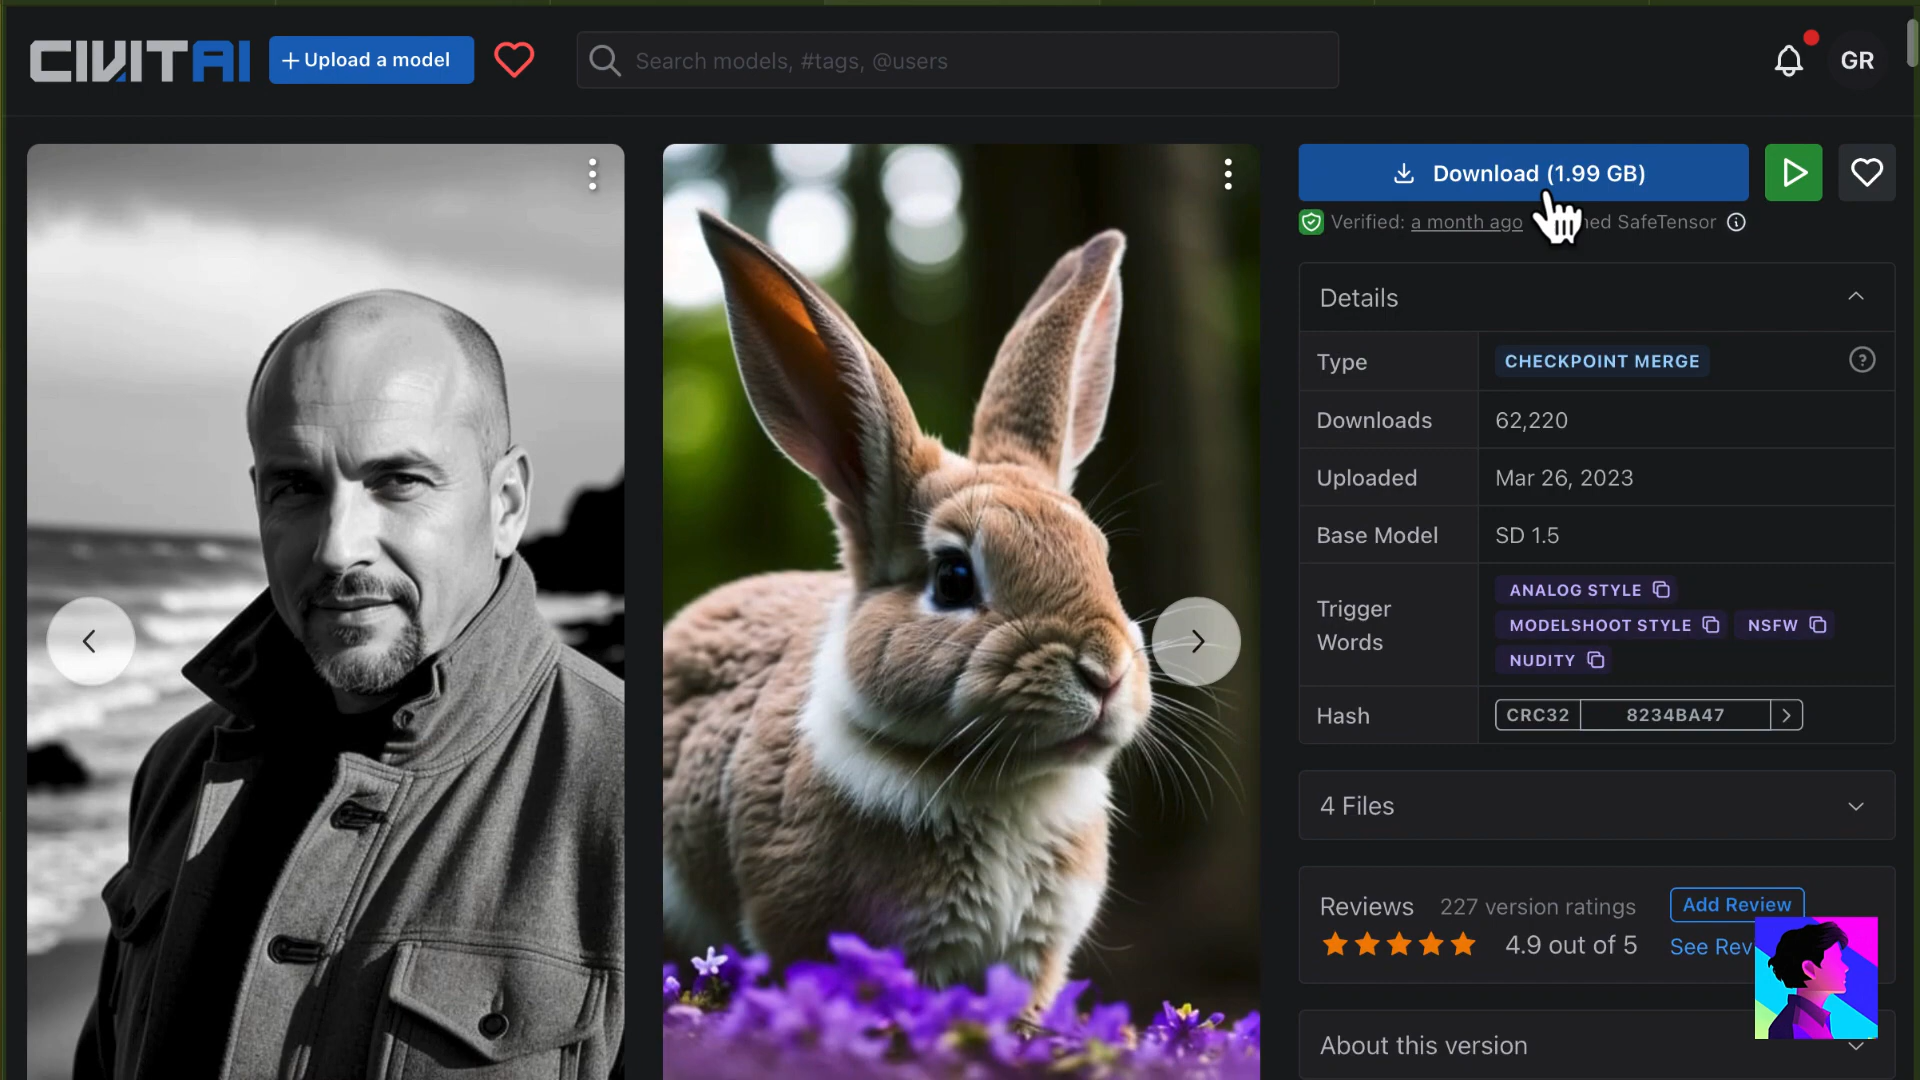 CIVITAI
Upload a model
Search models, #tags, @users
GR
Download (1.99 GB)
Verified: a month ago
SafeTensor
Details
Type
CHECKPOINT MERGE
Downloads
62,220
Uploaded
Mar 26, 2023
Base Model
SD 1.5
Trigger Words
ANALOG STYLE
MODELSHOOT STYLE
NSFW
NUDITY
Hash
CRC32
8234BA47
4 Files
Reviews
227 version ratings
Add Review
4.9 out of 5
See Rev
About this version